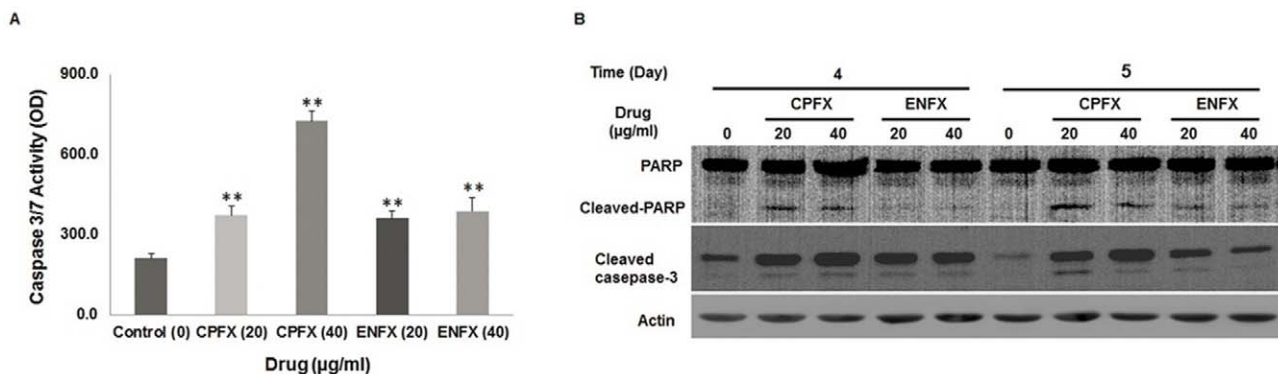 A
Caspase 3/7 Activity (OD)
900.0
600.0
300.0
0.0
**
**
**
**
Control (0) CPFX (20) CPFX (40) ENFX (20) ENFX (40)
Drug (µg/ml)
B
Time (Day) 4 5
Drug CPFX ENFX CPFX ENFX
(µg/ml) 0 20 40 20 40 0 20 40 20 40
PARP
Cleaved-PARP
Cleaved
casepase-3
Actin